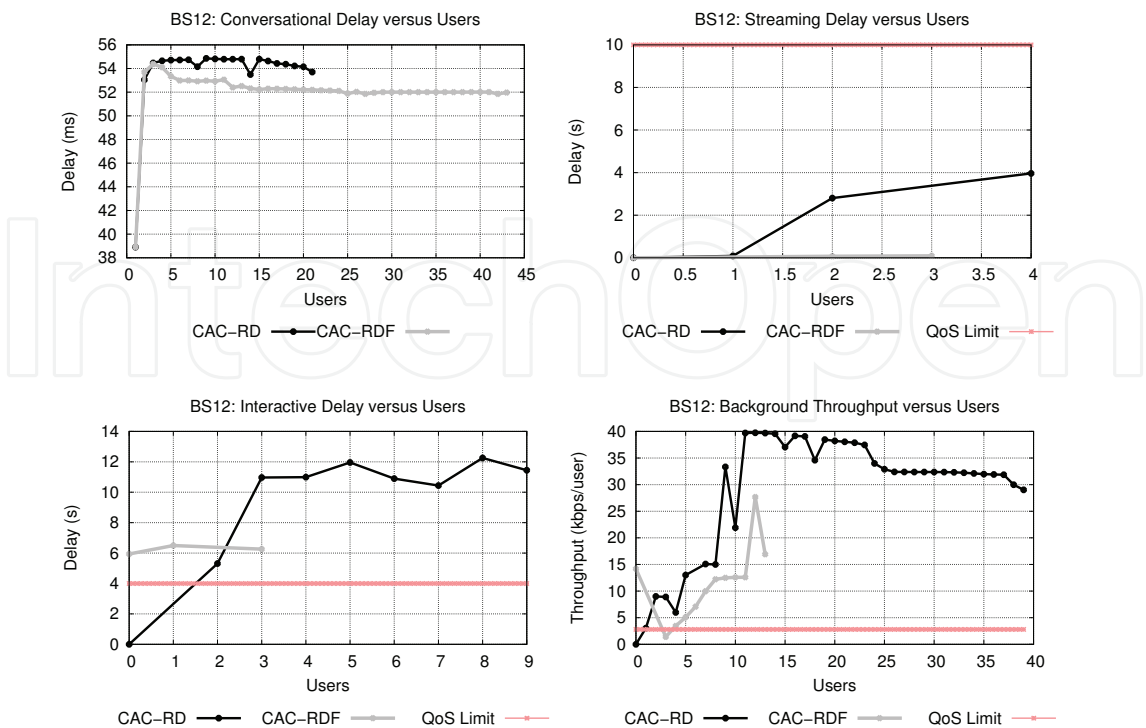 BS12: Conversational Delay versus Users
56
54
52
50
48
46
44
42
40
38
Delay (ms)
0 5 10 15 20 25 30 35 40 45
Users
CAC-RD CAC-RDF
BS12: Streaming Delay versus Users
10
8
6
4
2
0
Delay (s)
0 0.5 1 1.5 2 2.5 3 3.5 4
Users
CAC-RD CAC-RDF QoS Limit
IntechOpen
BS12: Interactive Delay versus Users
14
12
10
8
6
4
2
0
Delay (s)
0 1 2 3 4 5 6 7 8 9
Users
CAC-RD CAC-RDF QoS Limit
BS12: Background Throughput versus Users
40
35
30
25
20
15
10
5
0
Throughput (kbps/user)
0 5 10 15 20 25 30 35 40
Users
CAC-RD CAC-RDF QoS Limit